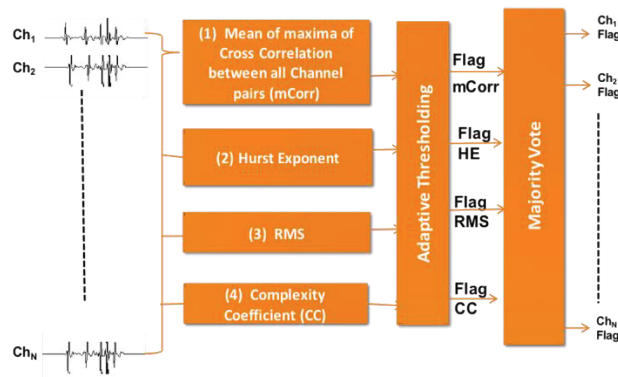 Ch1
Ch2
ChN
(1) Mean of maxima of
Cross Correlation
between all Channel
pairs (mCorr)
(2) Hurst Exponent
(3) RMS
(4) Complexity
Coefficient (CC)
Adaptive Thresholding
Flag
mCorr
Flag
HE
Flag
RMS
Flag
CC
Majority Vote
Ch1
Flag
Ch2
Flag
ChN
Flag